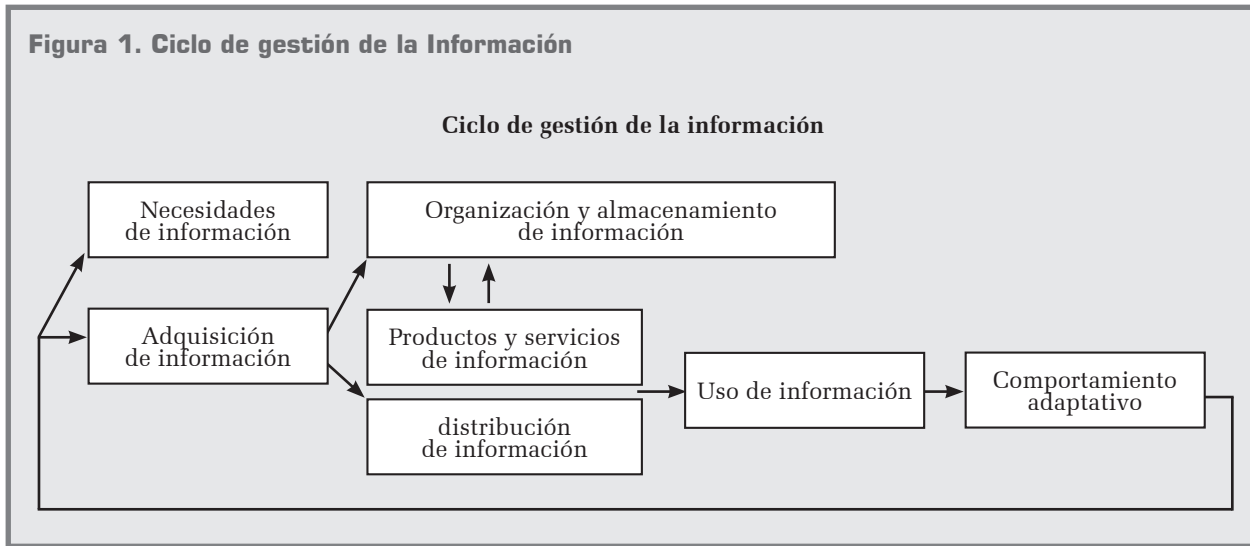 Figura 1. Ciclo de gestión de la Información
Ciclo de gestión de la información
Necesidades
de información
Organización y almacenamiento
de información
Adquisición
de información
Productos y servicios
de información
distribución
de información
Uso de información
Comportamiento
adaptativo